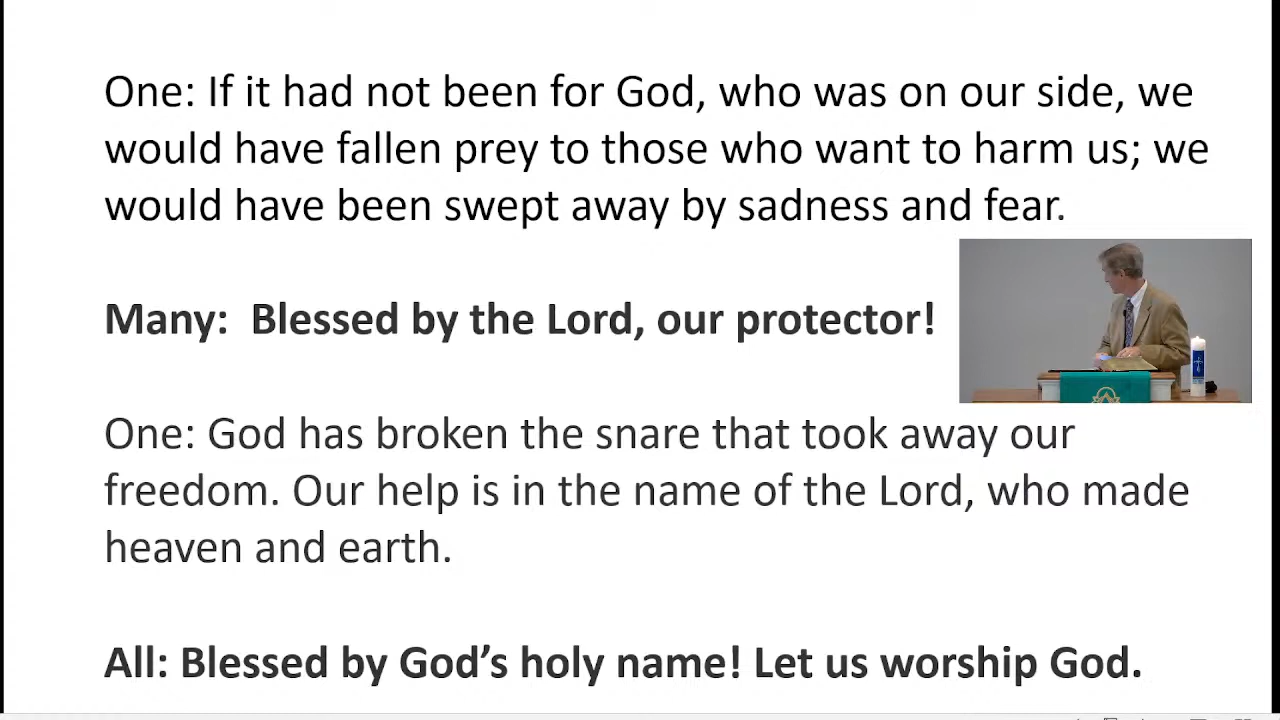 One: If it had not been for God, who was on our side, we
would have fallen prey to those who want to harm us; we
would have been swept away by sadness and fear.
Many:  Blessed by the Lord, our protector!
One: God has broken the snare that took away our
freedom. Our help is in the name of the Lord, who made
heaven and earth.
All: Blessed by God’s holy name! Let us worship God.